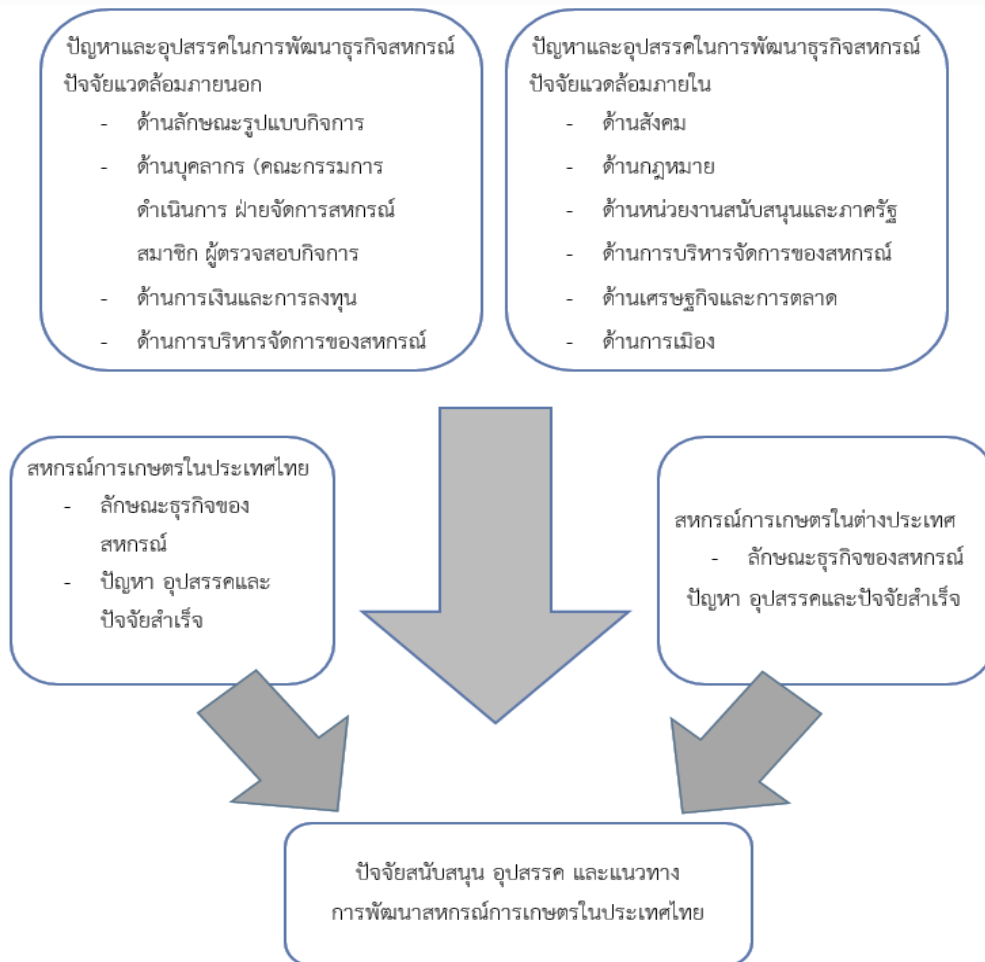 ปัญหาและอุปสรรคในการพัฒนาธุรกิจสหกรณ์
ปัจจัยแวดล้อมภายนอก
- ด้านลักษณะรูปแบบกิจการ
- ด้านบุคลากร (คณะกรรมการ
ดำเนินการ ฝ่ายจัดการสหกรณ์
สมาชิก ผู้ตรวจสอบกิจการ
- ด้านการเงินและการลงทุน
- ด้านการบริหารจัดการของสหกรณ์
ปัญหาและอุปสรรคในการพัฒนาธุรกิจสหกรณ์
ปัจจัยแวดล้อมภายใน
- ด้านสังคม
- ด้านกฎหมาย
- ด้านหน่วยงานสนับสนุนและภาครัฐ
- ด้านการบริหารจัดการของสหกรณ์
- ด้านเศรษฐกิจและการตลาด
- ด้านการเมือง
สหกรณ์การเกษตรในประเทศไทย
- ลักษณะธุรกิจของ
สหกรณ์
- ปัญหา อุปสรรคและ
ปัจจัยสำเร็จ
สหกรณ์การเกษตรในต่างประเทศ
- ลักษณะธุรกิจของสหกรณ์
ปัญหา อุปสรรคและปัจจัยสำเร็จ
ปัจจัยสนับสนุน อุปสรรค และแนวทาง
การพัฒนาสหกรณ์การเกษตรในประเทศไทย